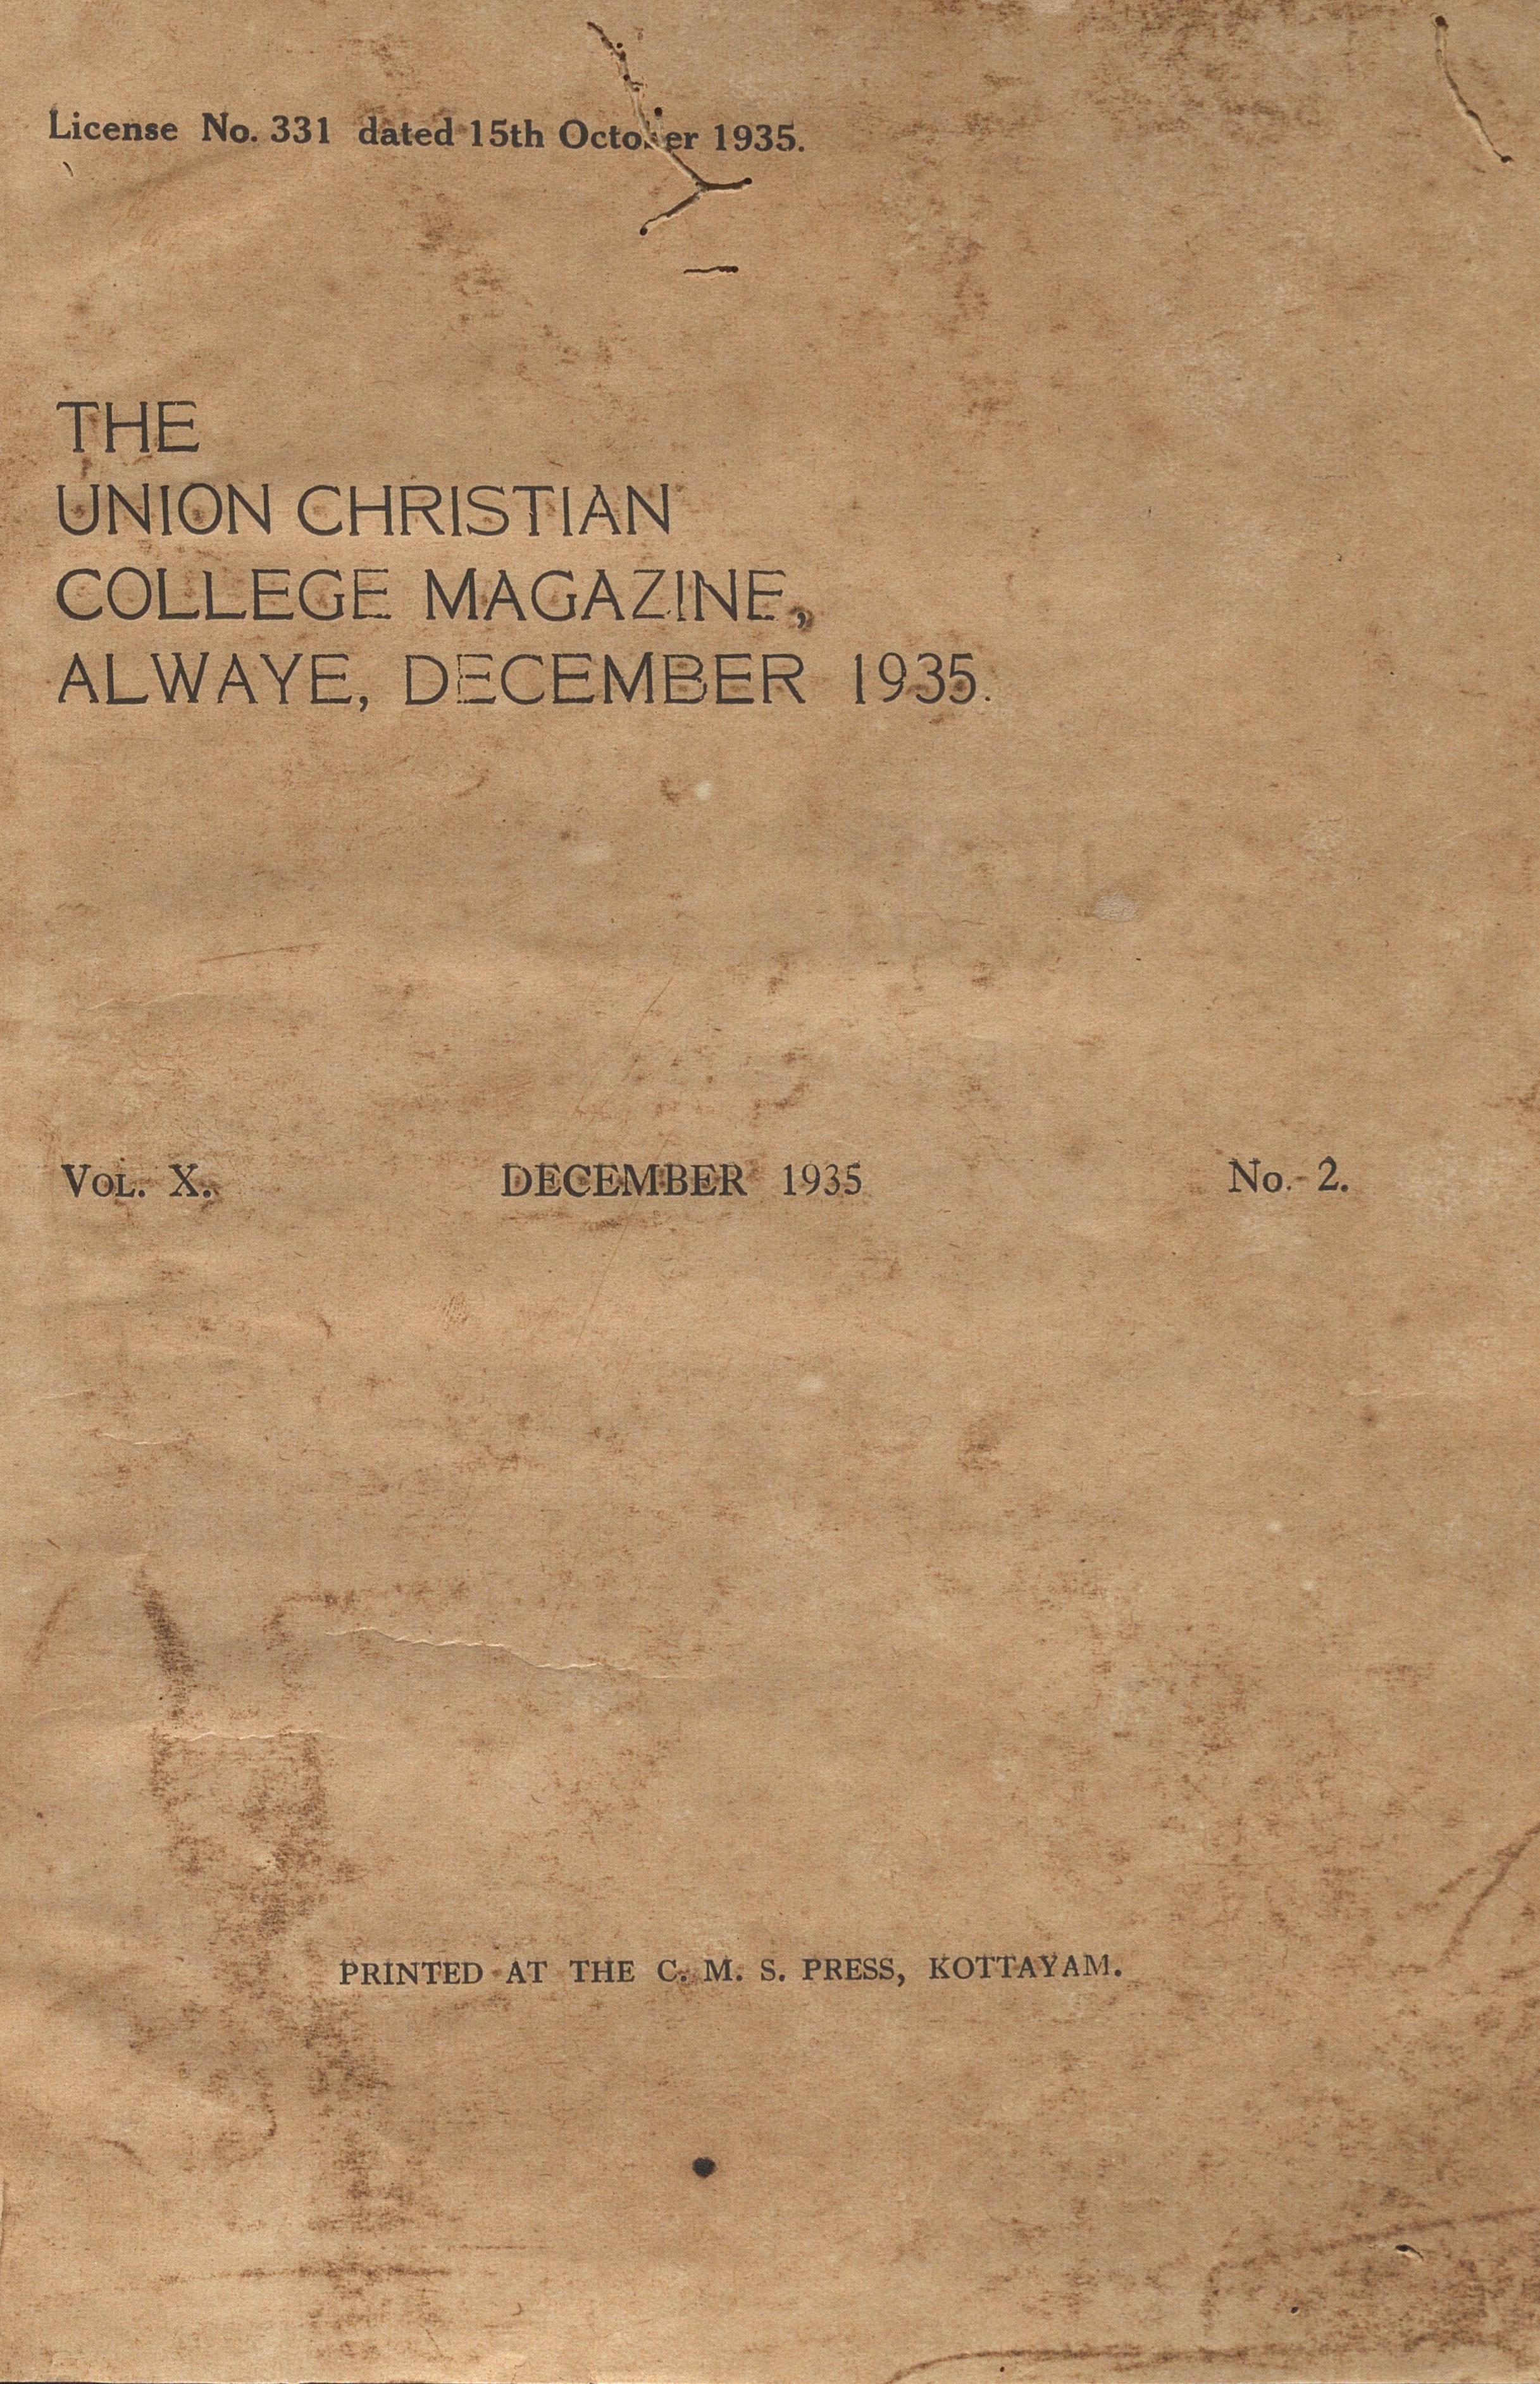 License No. 331 dated 15th October 1935.
THE
UNION CHRISTIAN
COLLEGE MAGAZINE,
ALWAYE, DECEMBER 1935.
VOL. X. DECEMBER 1935 No. 2.
PRINTED AT THE C. M. S. PRESS, KOTTAYAM.